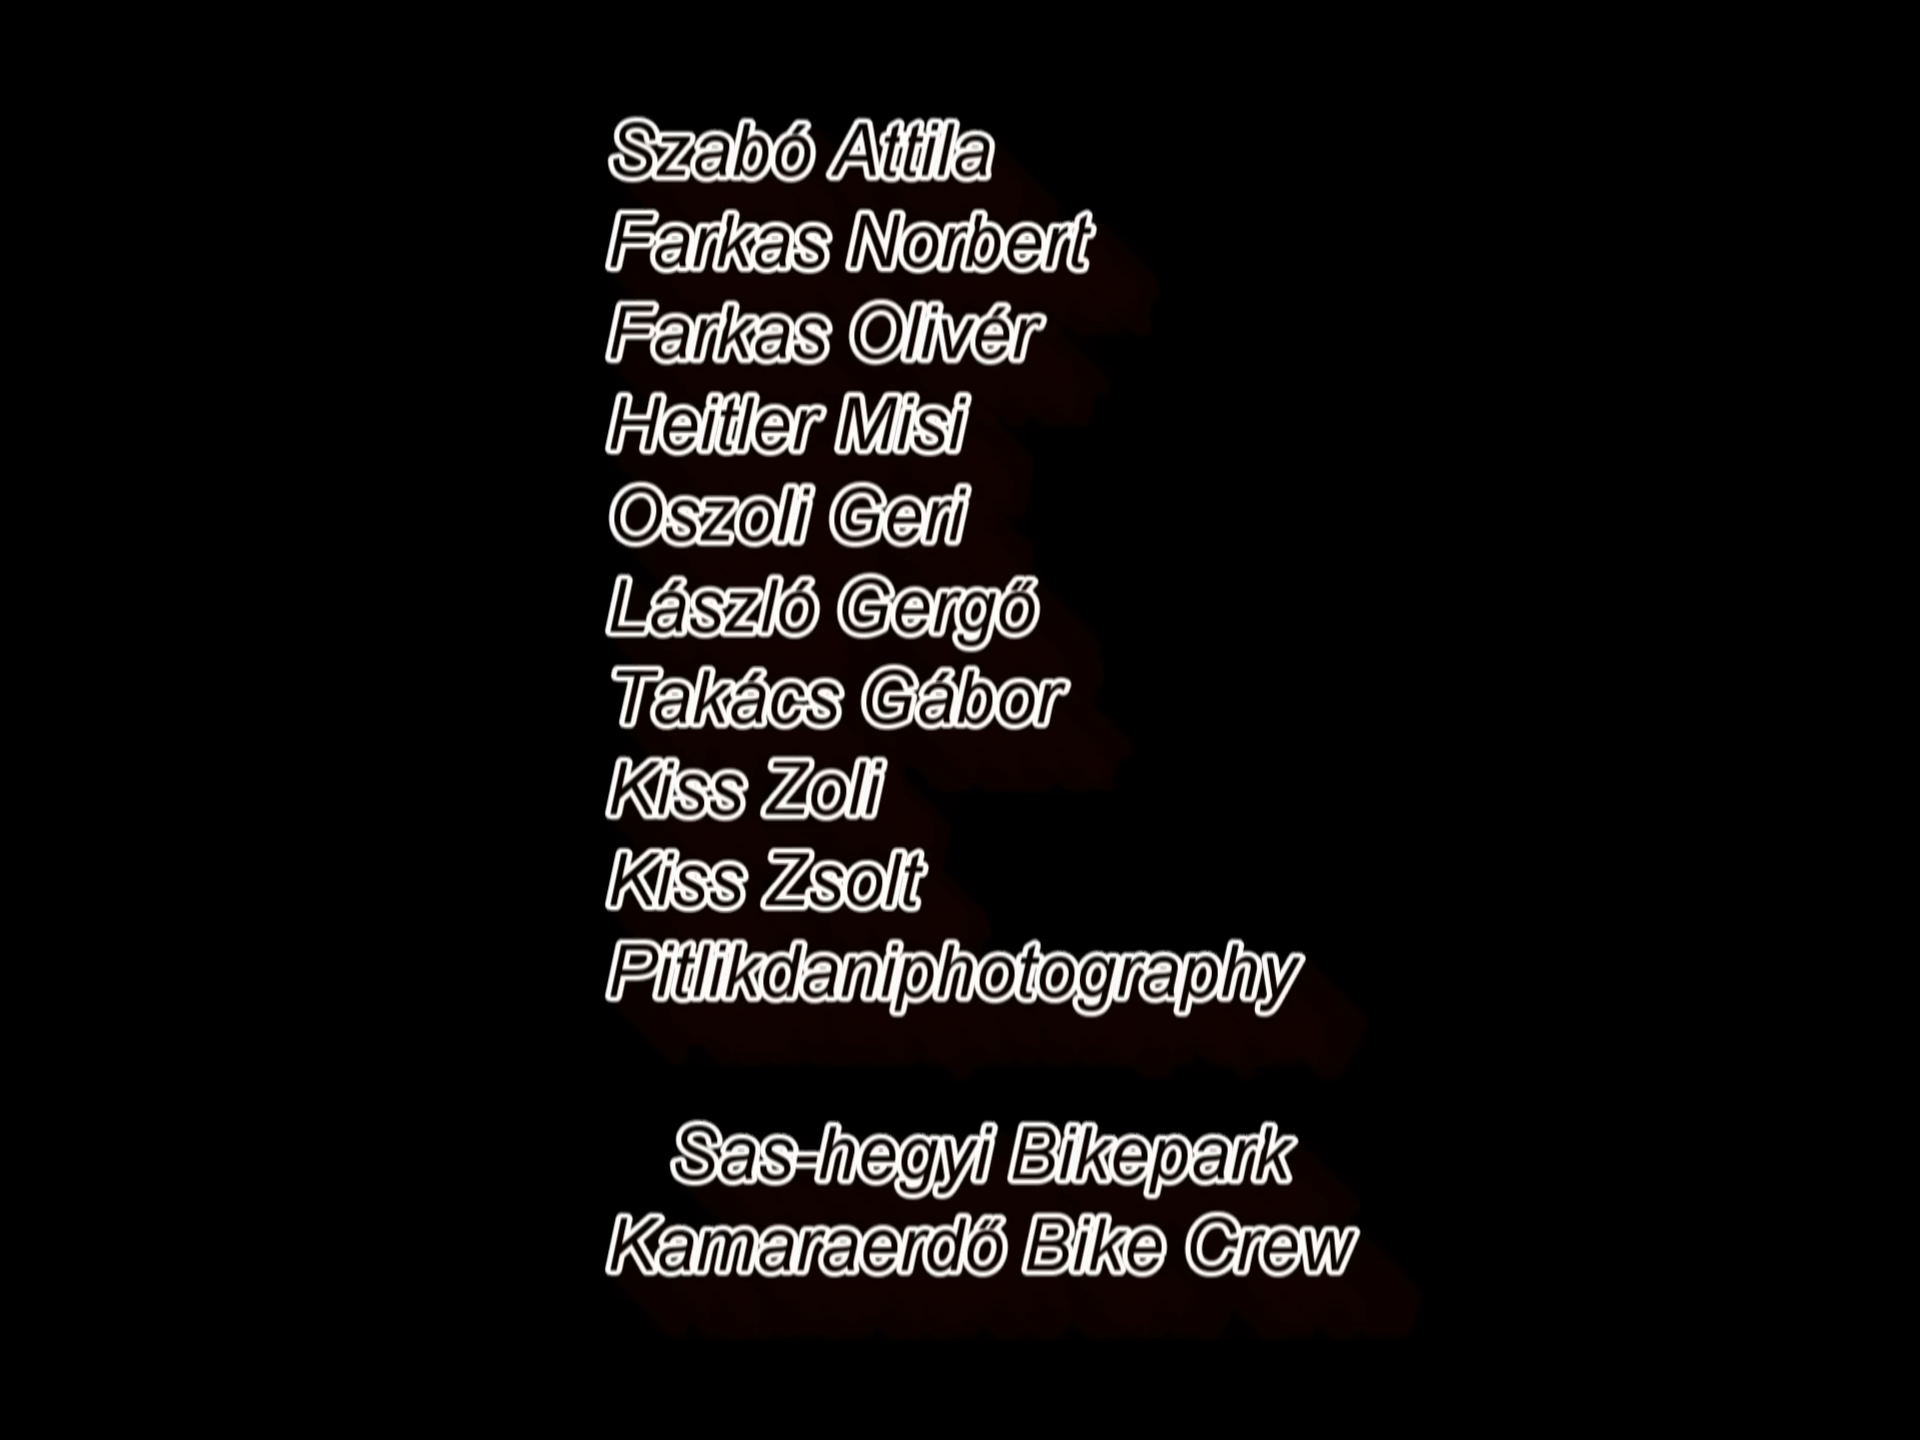 Szabó Attila
Farkas Norbert
Farkas Olivér
Heitler Misi
Oszoli Geri
László Gergő
Takács Gábor
Kiss Zoli
Kiss Zsolt
Pitlikdaniphotography
Sas-hegyi Bikepark
Kamaraerdő Bike Crew